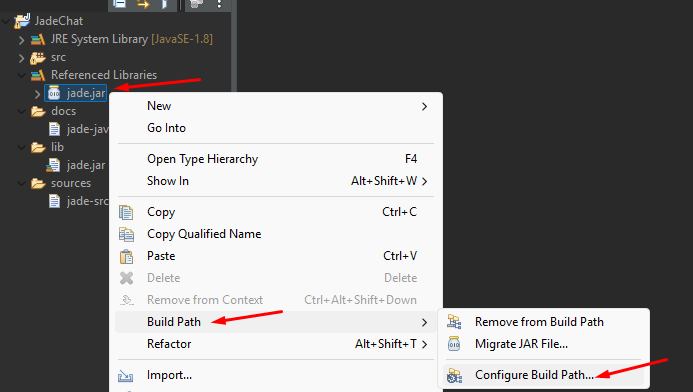 JadeChat
JRE System Library [JavaSE-1.8]
src
Referenced Libraries
jade.jar
docs
jade-jav
lib
jade.jar
sources
jade-src
New
Go Into
Open Type Hierarchy F4
Show In Alt+Shift+W
Copy Ctrl+C
Copy Qualified Name
Paste Ctrl+V
Delete Delete
Remove from Context Ctrl+Alt+Shift+Down
Build Path
Refactor Alt+Shift+T
Import...
Remove from Build Path
Migrate JAR File...
Configure Build Path...